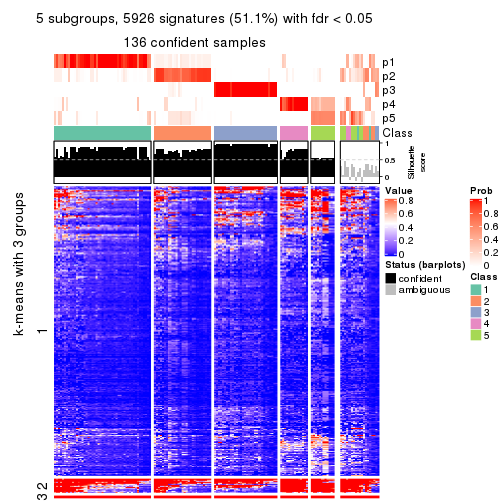 5 subgroups, 5926 signatures (51.1%) with fdr < 0.05
136 confident samples
p1
p2
p3
p4
p5
Class
1
0.5
0
Silhouette
score
k-means with 3 groups
1
2
3
Value
0.8
0.6
0.4
0.2
0
Silhouette (barplots)
confident
ambiguous
Prob
1
0.8
0.6
0.4
0.2
0
Class
1
2
3
4
5